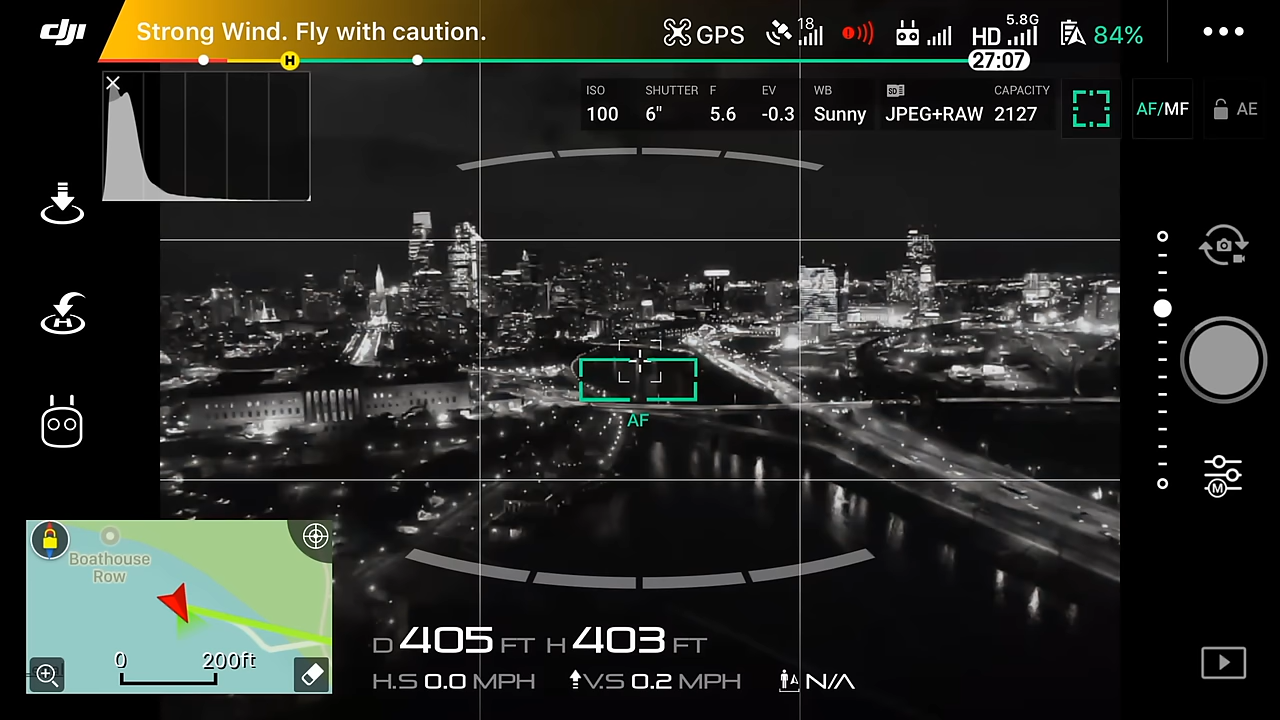 dji
Strong Wind. Fly with caution.
GPS
18
HD
5.8G
84%
H
27:07
ISO
100
SHUTTER
6"
F
5.6
EV
-0.3
WB
Sunny
SD
JPEG+RAW
CAPACITY
2127
AF/MF
AE
H
AF
M
Boathouse
Row
0
200ft
D 405 FT H 403 FT
H.S 0.0 MPH V.S 0.2 MPH N/A